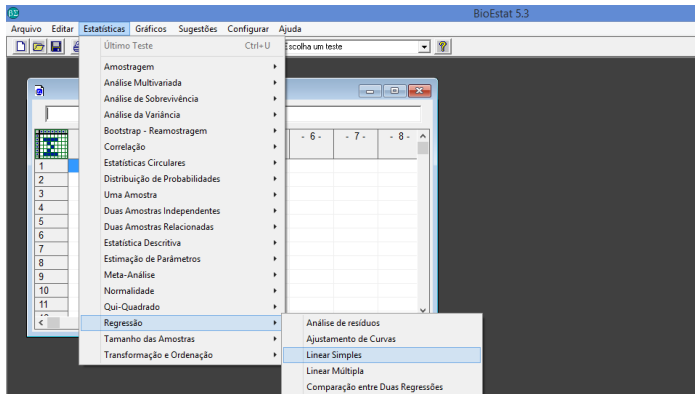 BioEstat 5.3
Arquivo Editar Estatísticas Gráficos Sugestões Configurar Ajuda
Último Teste Ctrl+U
Escolha um teste
Amostragem
Análise Multivariada
Análise de Sobrevivência
Análise da Variância
Bootstrap - Reamostragem
Correlação
Estatísticas Circulares
Distribuição de Probabilidades
Uma Amostra
Duas Amostras Independentes
Duas Amostras Relacionadas
Estatística Descritiva
Estimação de Parâmetros
Meta-Análise
Normalidade
Qui-Quadrado
Regressão
Tamanho das Amostras
Transformação e Ordenação
- 6 - - 7 - - 8 -
1
2
3
4
5
6
7
8
9
10
11
Análise de resíduos
Ajustamento de Curvas
Linear Simples
Linear Múltipla
Comparação entre Duas Regressões